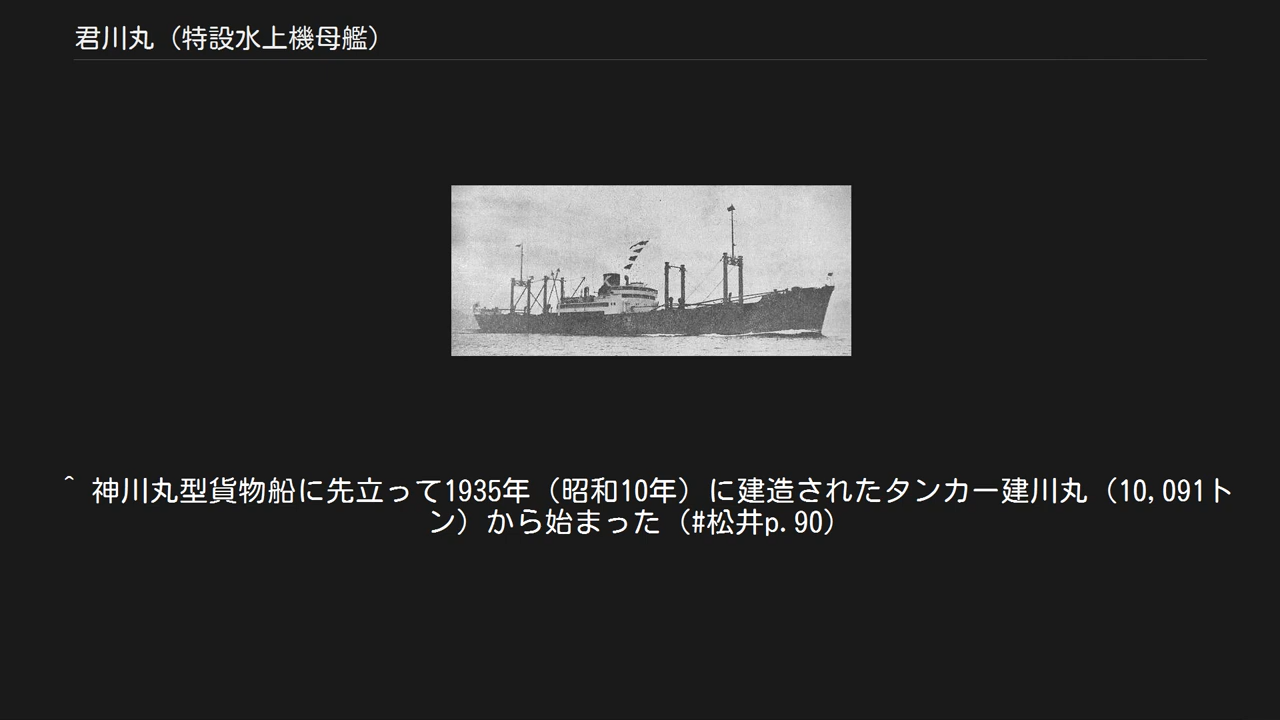 君川丸（特設水上機母艦）
^ 神川丸型貨物船に先立って1935年（昭和10年）に建造されたタンカー建川丸（10,091ト
ン）から始まった（#松井p.90）